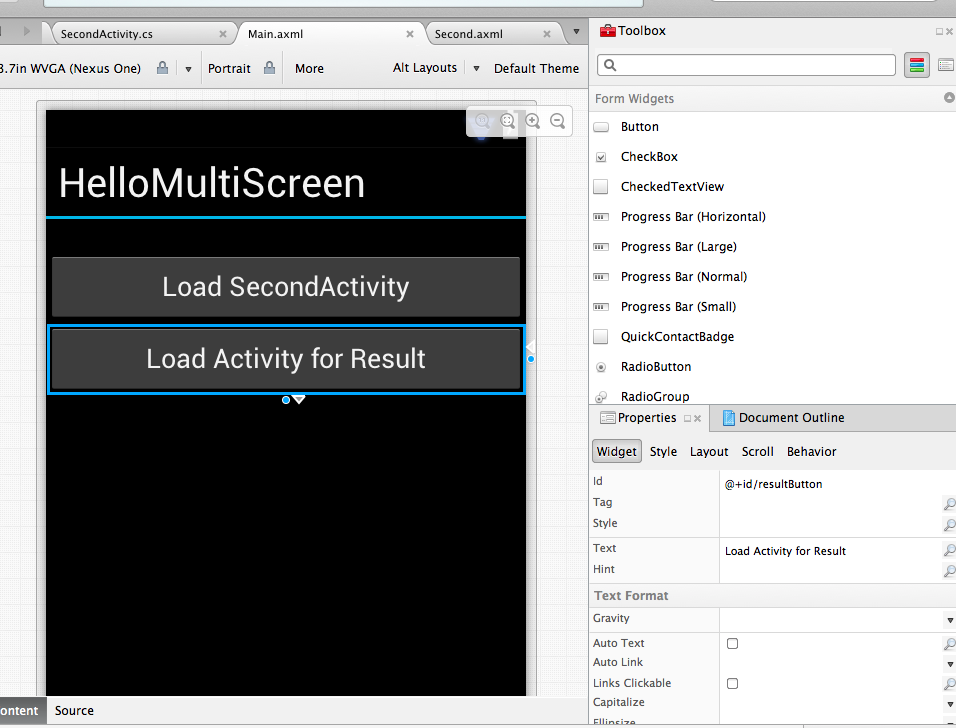 SecondActivity.cs
Main.axml
Second.axml
3.7in WVGA (Nexus One)
Portrait
More
Alt Layouts
Default Theme
HelloMultiScreen
Load SecondActivity
Load Activity for Result
ontent
Source
Toolbox
Form Widgets
Button
CheckBox
CheckedTextView
Progress Bar (Horizontal)
Progress Bar (Large)
Progress Bar (Normal)
Progress Bar (Small)
QuickContactBadge
RadioButton
RadioGroup
Properties
Document Outline
Widget Style Layout Scroll Behavior
Id @+id/resultButton
Tag
Style
Text Load Activity for Result
Hint
Text Format
Gravity
Auto Text
Auto Link
Links Clickable
Capitalize
Ellipsize